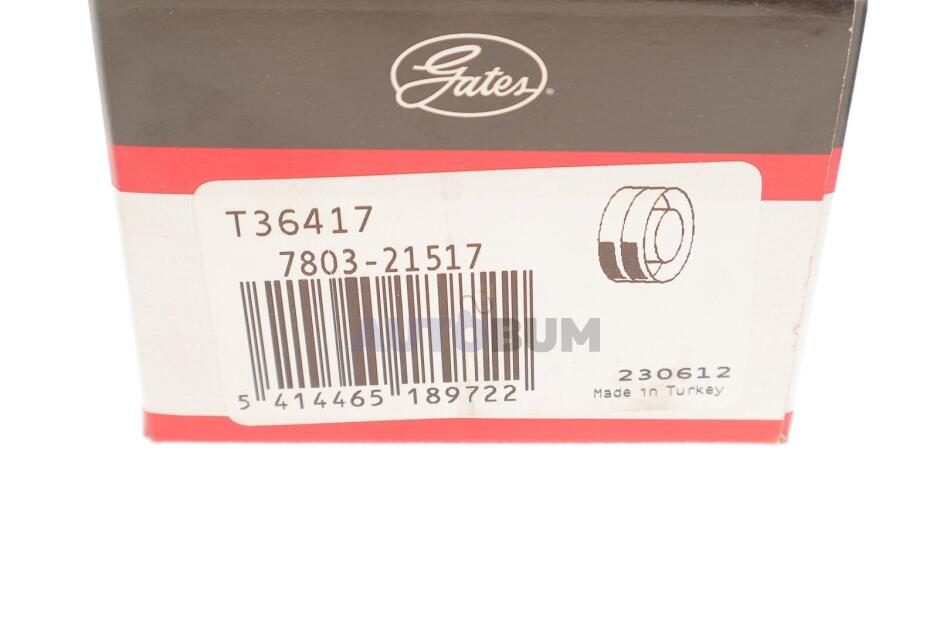 Gates®
T36417
7803-21517
AUTOBUM
5 414465 189722
230612
Made in Turkey